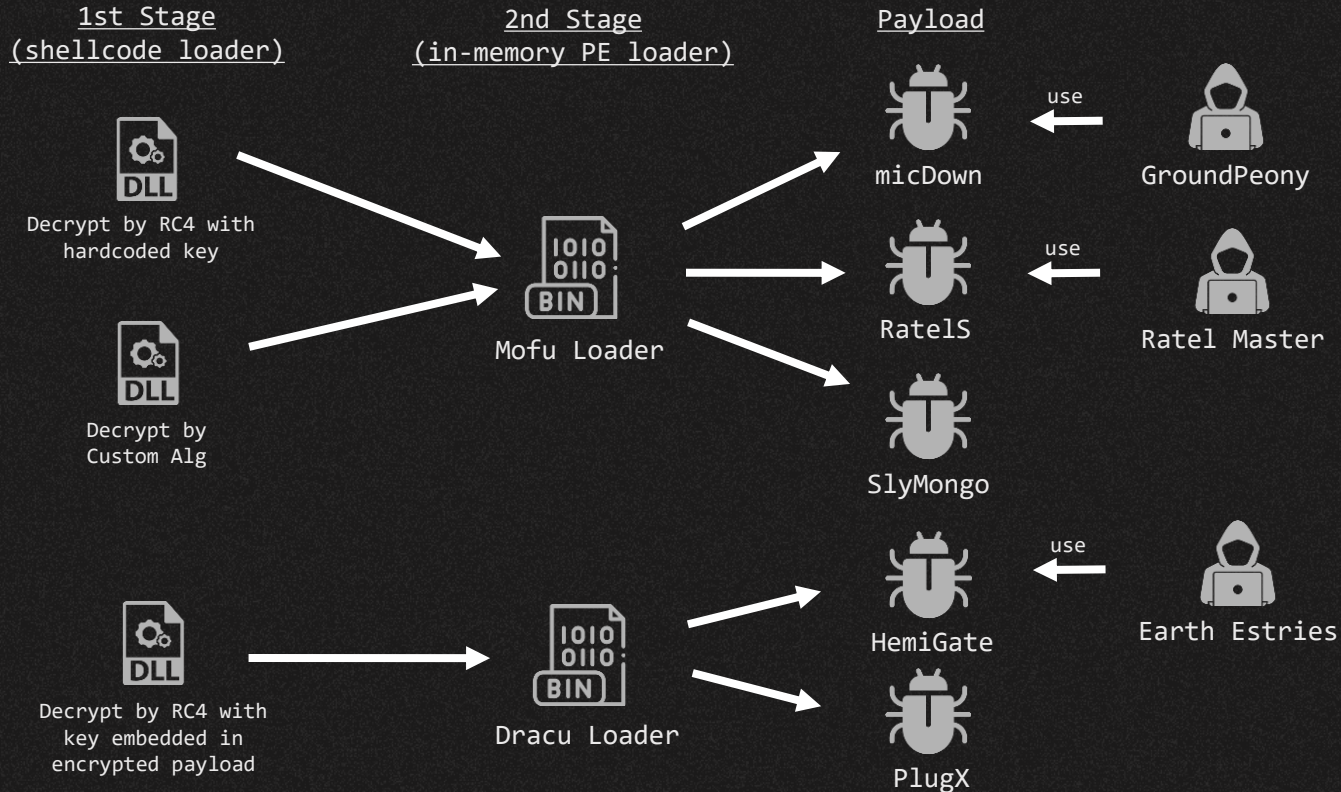 1st Stage
(shellcode loader)
2nd Stage
(in-memory PE loader)
Payload
DLL
Decrypt by RC4 with
hardcoded key
DLL
Decrypt by
Custom Alg
1010
0110
BIN
Mofu Loader
micDown
use
GroundPeony
RatelS
use
Ratel Master
SlyMongo
DLL
Decrypt by RC4 with
key embedded in
encrypted payload
1010
0110
BIN
Dracu Loader
HemiGate
use
Earth Estries
PlugX